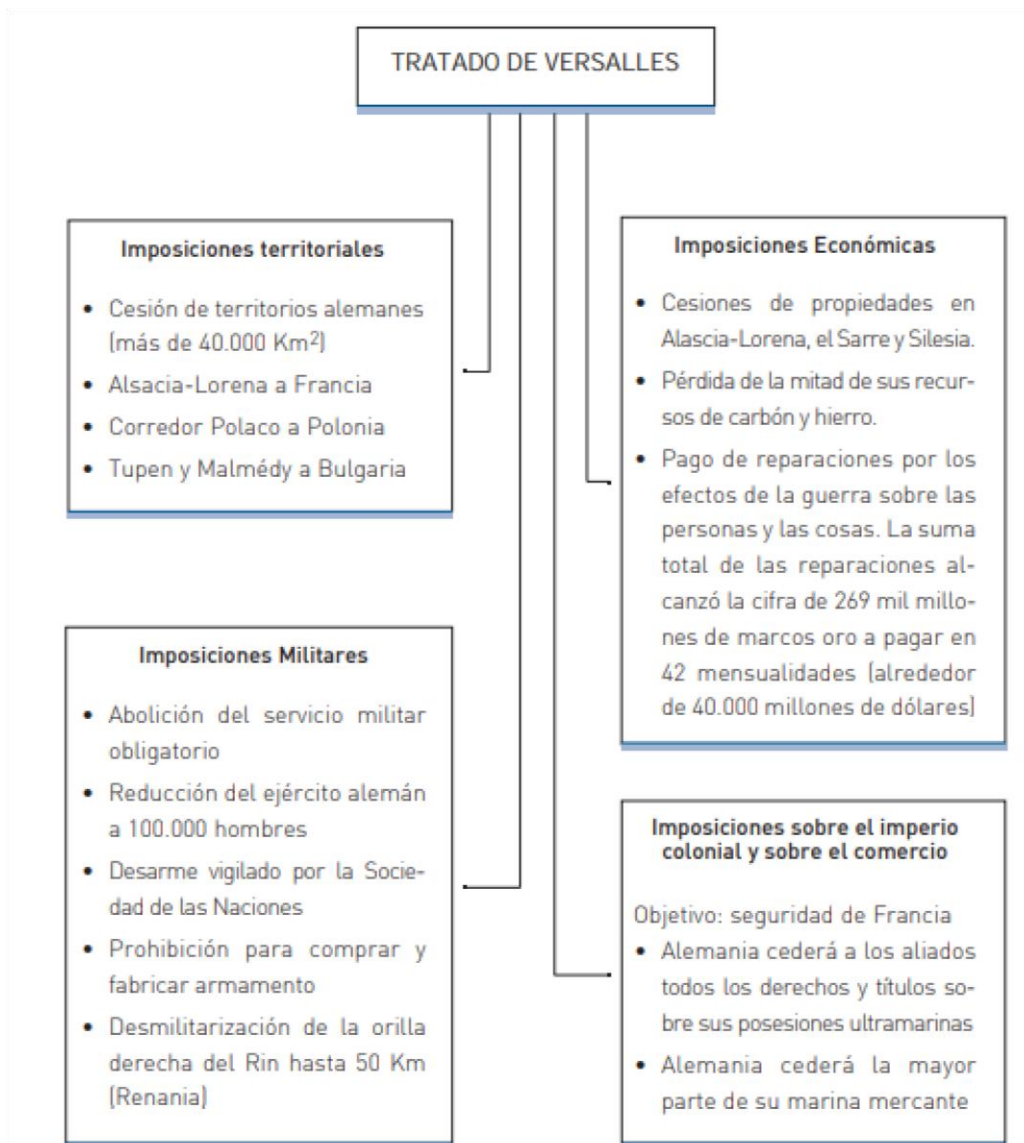 TRATADO DE VERSALLES
Imposiciones territoriales
• Cesión de territorios alemanes
(más de 40.000 Km²)
• Alsacia-Lorena a Francia
• Corredor Polaco a Polonia
• Tupen y Malmédy a Bulgaria
Imposiciones Militares
• Abolición del servicio militar
obligatorio
• Reducción del ejército alemán
a 100.000 hombres
• Desarme vigilado por la Socie-
dad de las Naciones
• Prohibición para comprar y
fabricar armamento
• Desmilitarización de la orilla
derecha del Rin hasta 50 Km
(Renania)
Imposiciones Económicas
• Cesiones de propiedades en
Alascia-Lorena, el Sarre y Silesia.
• Pérdida de la mitad de sus recur-
sos de carbón y hierro.
• Pago de reparaciones por los
efectos de la guerra sobre las
personas y las cosas. La suma
total de las reparaciones al-
canzó la cifra de 269 mil millo-
nes de marcos oro a pagar en
42 mensualidades (alrededor
de 40.000 millones de dólares)
Imposiciones sobre el imperio
colonial y sobre el comercio
Objetivo: seguridad de Francia
• Alemania cederá a los aliados
todos los derechos y títulos so-
bre sus posesiones ultramarinas
• Alemania cederá la mayor
parte de su marina mercante